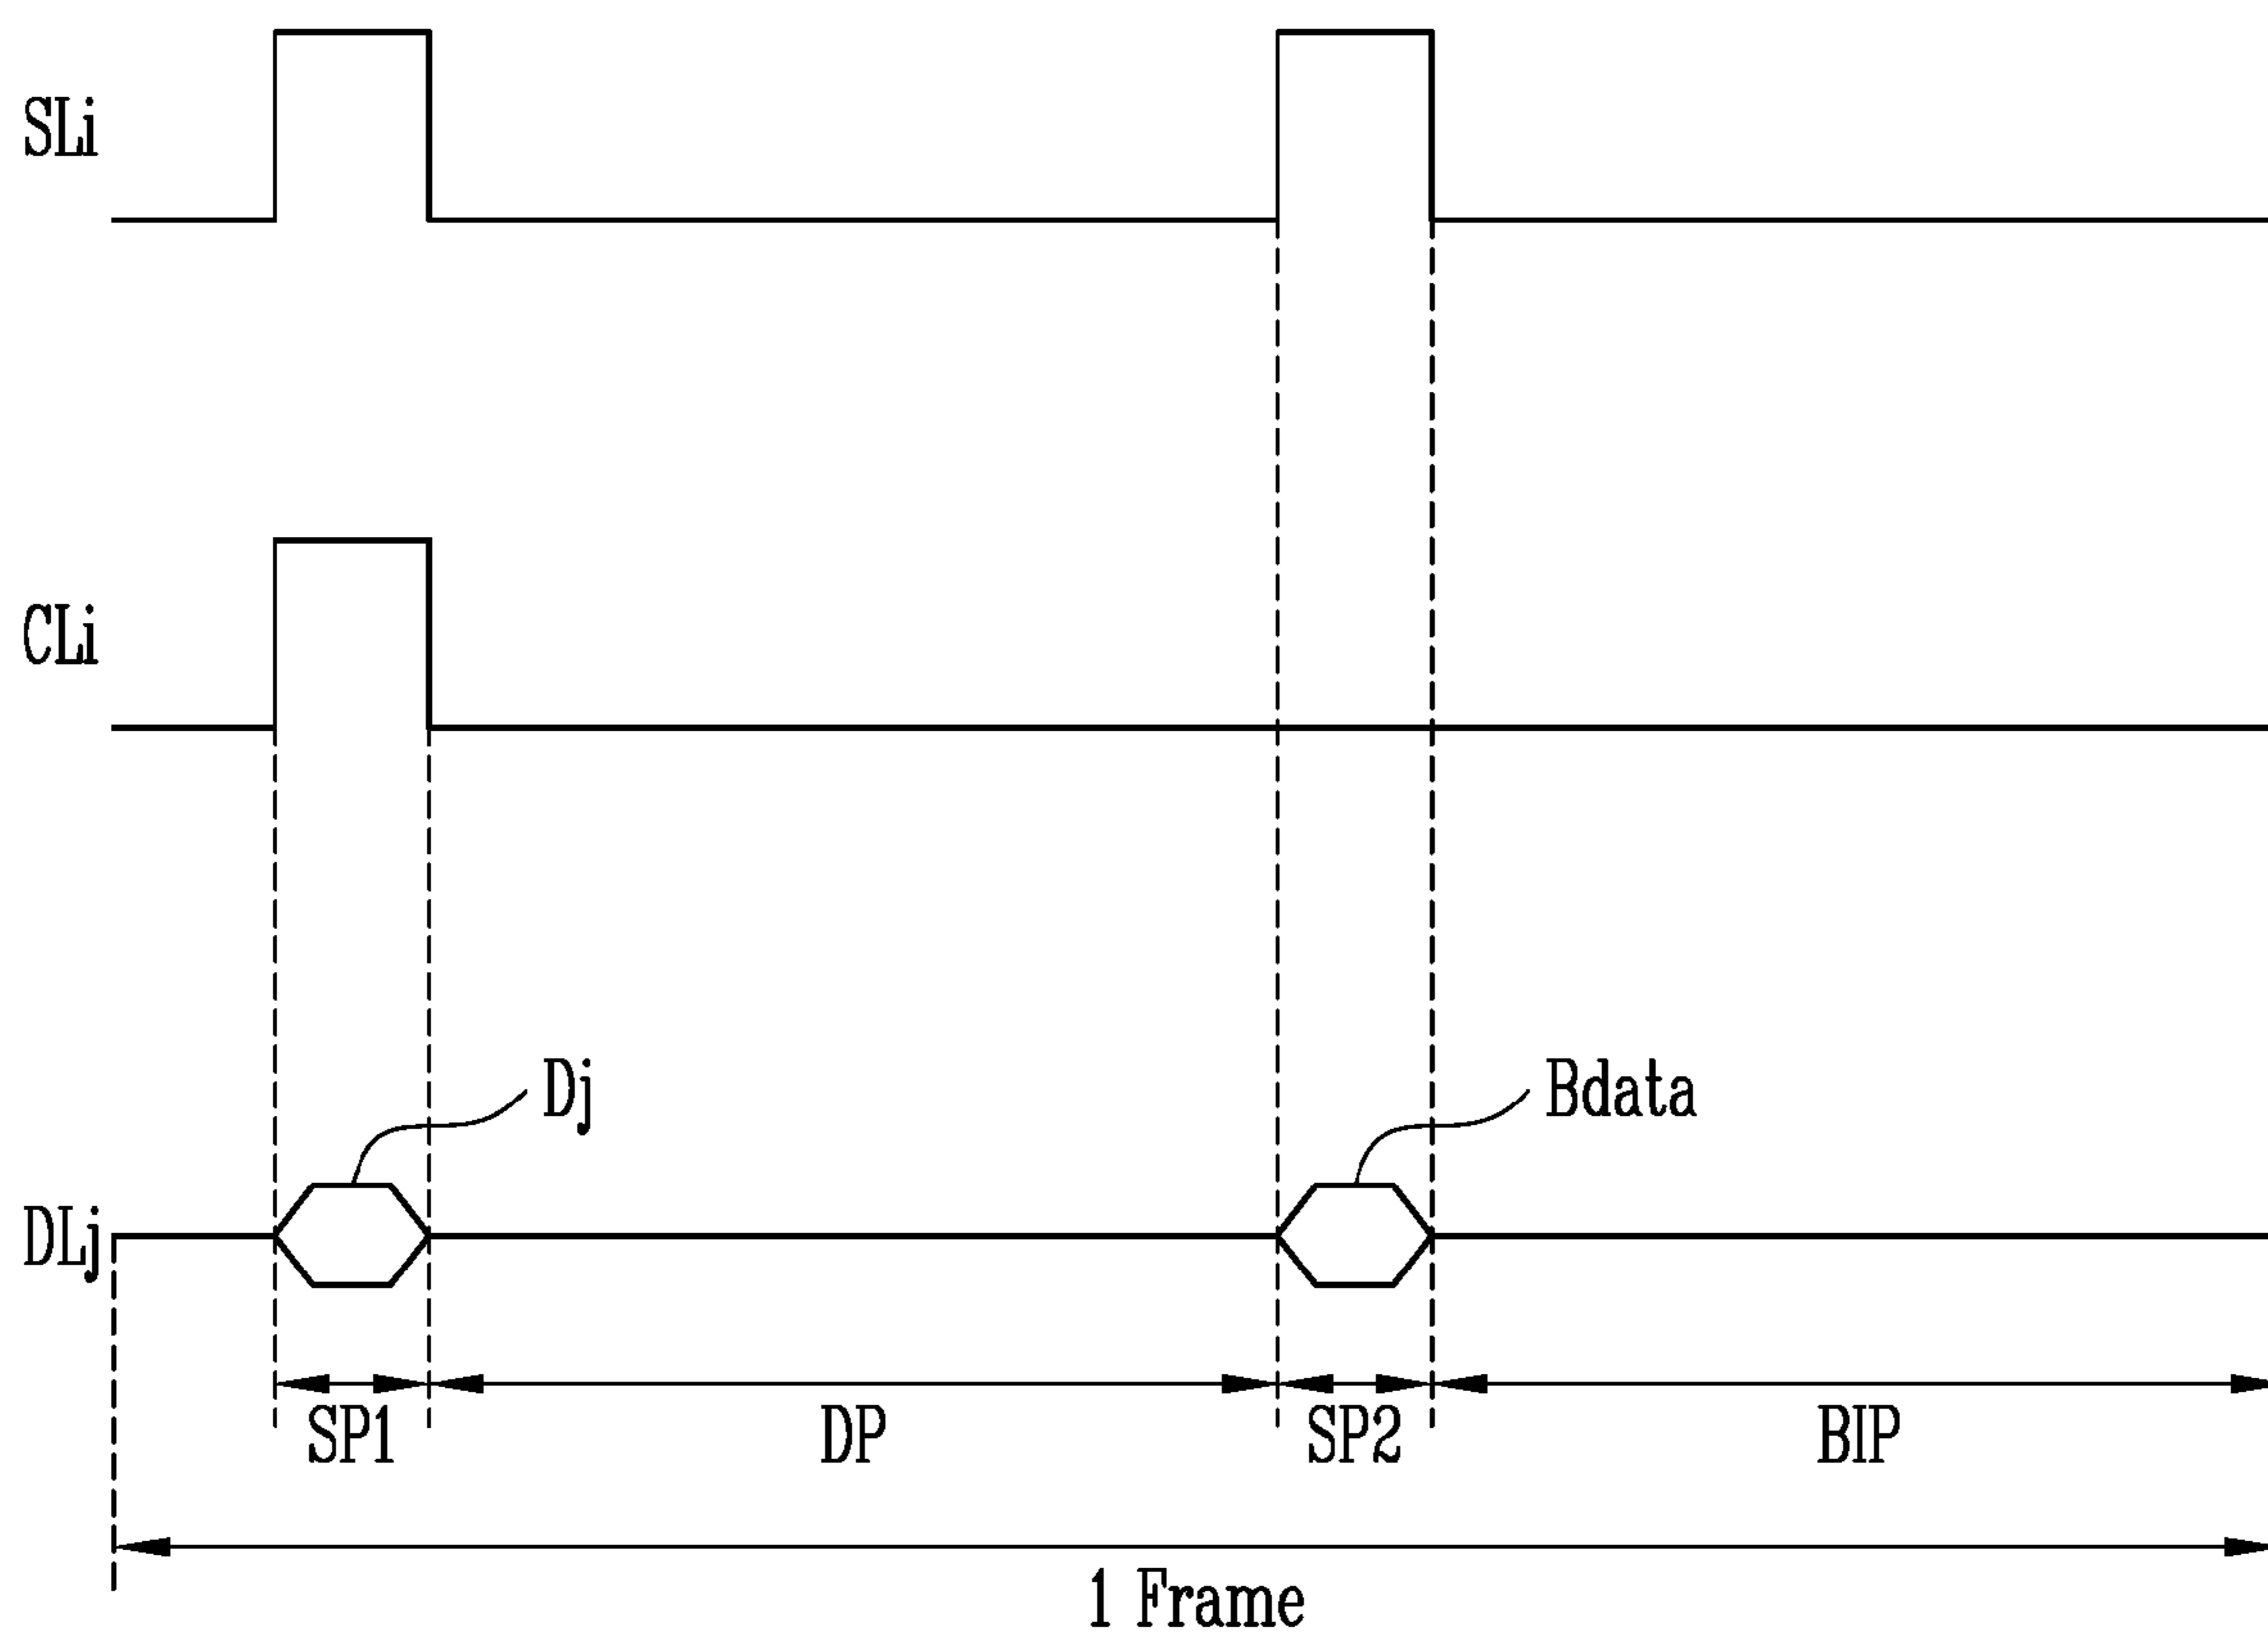 SLi
CLi
Dj
Bdata
DLj
SP1
DP
SP2
BIP
1 Frame